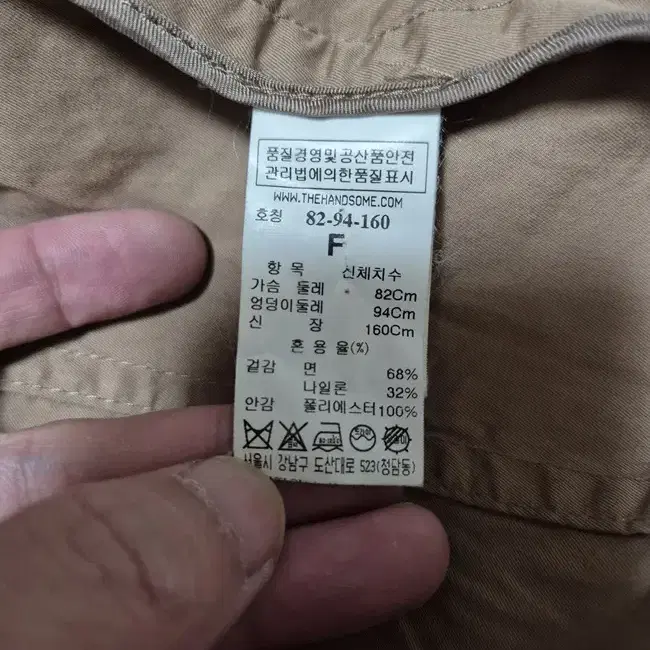 품질경영및공산품안전
관리법에의한품질표시
WWW.THEHANDSOME.COM
호칭 82-94-160
F
항 목 신체치수
가슴 둘레 82Cm
엉덩이둘레 94Cm
신 장 160Cm
혼 용 율(%)
겉감 면 68%
나일론 32%
안감 폴리에스터100%
드라이
서울시 강남구 도산대로 523(청담동)